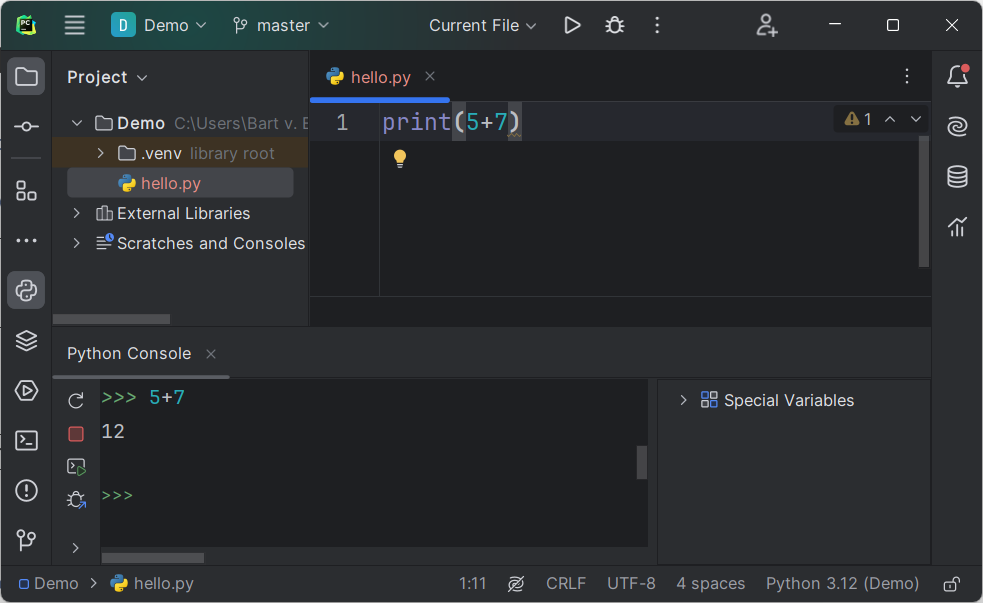 PC D Demo master Current File
Project
hello.py
Demo C:\Users\Bart v.
.venv library root
hello.py
External Libraries
Scratches and Consoles
1 print(5+7)
1
Python Console
>>> 5+7
12
>>>
Special Variables
Demo > hello.py 1:11 CRLF UTF-8 4 spaces Python 3.12 (Demo)